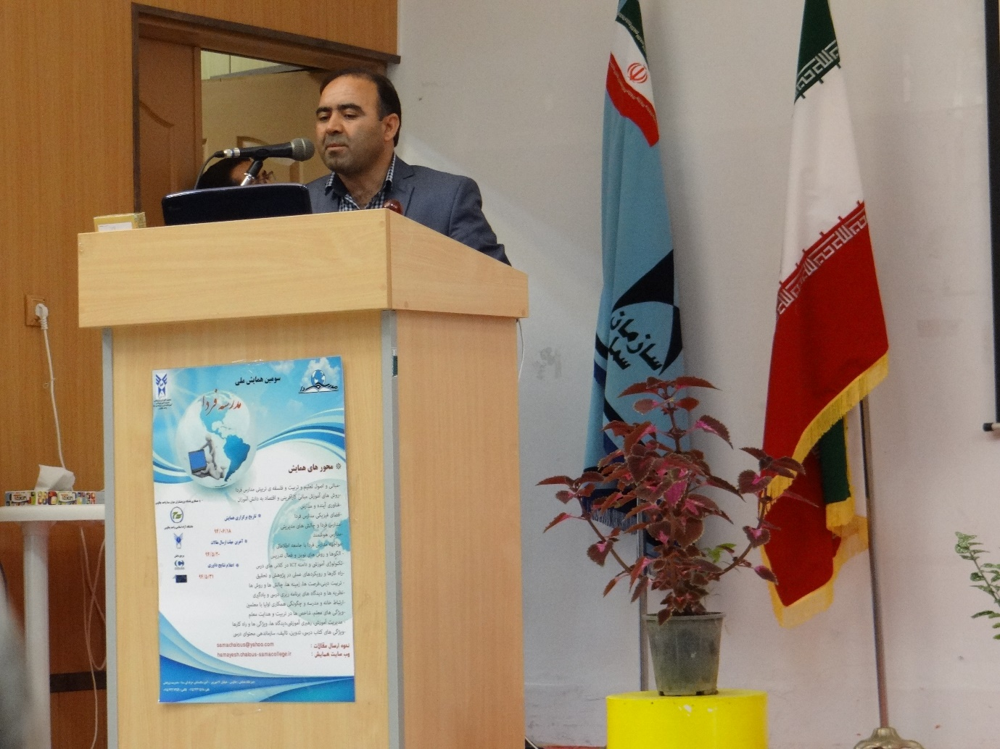 سازمان
سما
سومین همایش ملی
مدرسه فردا
مدرسه فردا
* محور های همایش
-مبانی و اصول تعلیم و تربیت و فلسفه ی تربیتی مدارس فردا
-روش های آموزش مبانی کارآفرینی و اقتصاد به دانش آموزان
-فناوری آینده و مدارس
-فضای فیزیکی مدارس فردا
-مدارس فردا و چالش های مدیریتی
-مدارس هوشمند
-مواجهه مدارس فردا با جامعه اطلاعاتی
- الگوها و روش های نوین و فعال تدریس
-تکنولوژی آموزشی و دامنه ICT در کلاس های درس
-راه کارها و رویکردهای عملی در پژوهش و تحقیق
- تربیت دینی،فرصت ها، زمینه ها، چالش ها و روش ها
-نظریه ها و دیدگاه های برنامه ریزی درسی و یادگیری
-ارتباط خانه و مدرسه و چگونگی همکاری اولیا با معلمین
-ویژگی های معلم، شاخص ها در تربیت و هدایت معلم
- مدیریت آموزش، رهبری آموزشی،دیدگاه ها، ویژگی ها و راه کارها
-ویژگی های کتاب درسی، تدوین، تالیف، سازماندهی محتوای درسی
* تاریخ برگزاری همایش
۹۴/۰۶/۱۸
* آخرین مهلت ارسال مقالات
۹۴/۵/۲۰
* اعلام نتایج داوری
۹۴/۵/۳۱
نحوه ارسال مقالات : samachalous@yahoo.com
وب سایت همایش : hamayesh.chalous-samacollege.ir